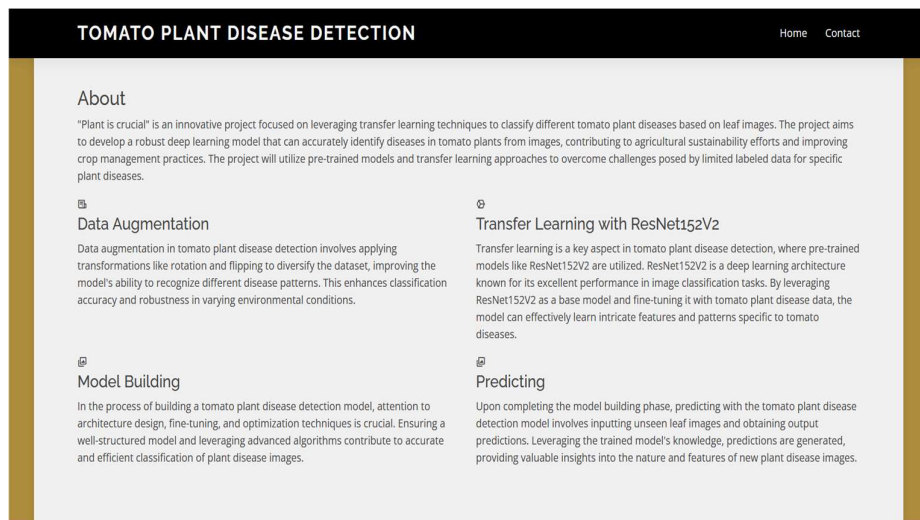 TOMATO PLANT DISEASE DETECTION
Home Contact
About
"Plant is crucial" is an innovative project focused on leveraging transfer learning techniques to classify different tomato plant diseases based on leaf images. The project aims
to develop a robust deep learning model that can accurately identify diseases in tomato plants from images, contributing to agricultural sustainability efforts and improving
crop management practices. The project will utilize pre-trained models and transfer learning approaches to overcome challenges posed by limited labeled data for specific
plant diseases.
Data Augmentation
Data augmentation in tomato plant disease detection involves applying
transformations like rotation and flipping to diversify the dataset, improving the
model's ability to recognize different disease patterns. This enhances classification
accuracy and robustness in varying environmental conditions.
Transfer Learning with ResNet152V2
Transfer learning is a key aspect in tomato plant disease detection, where pre-trained
models like ResNet152V2 are utilized. ResNet152V2 is a deep learning architecture
known for its excellent performance in image classification tasks. By leveraging
ResNet152V2 as a base model and fine-tuning it with tomato plant disease data, the
model can effectively learn intricate features and patterns specific to tomato
diseases.
Model Building
In the process of building a tomato plant disease detection model, attention to
architecture design, fine-tuning, and optimization techniques is crucial. Ensuring a
well-structured model and leveraging advanced algorithms contribute to accurate
and efficient classification of plant disease images.
Predicting
Upon completing the model building phase, predicting with the tomato plant disease
detection model involves inputting unseen leaf images and obtaining output
predictions. Leveraging the trained model's knowledge, predictions are generated,
providing valuable insights into the nature and features of new plant disease images.